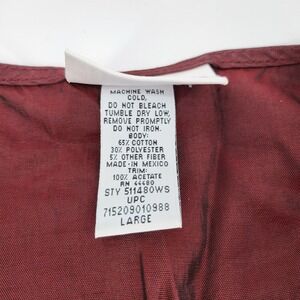 MACHINE WASH
COLD,
DO NOT BLEACH
TUMBLE DRY LOW,
REMOVE PROMPTLY
DO NOT IRON.
BODY:
65% COTTON
30% POLYESTER
5% OTHER FIBER
MADE-IN MEXICO
TRIM:
100% ACETATE
RN 66680
STY 511480WS
UPC
715209010988
LARGE